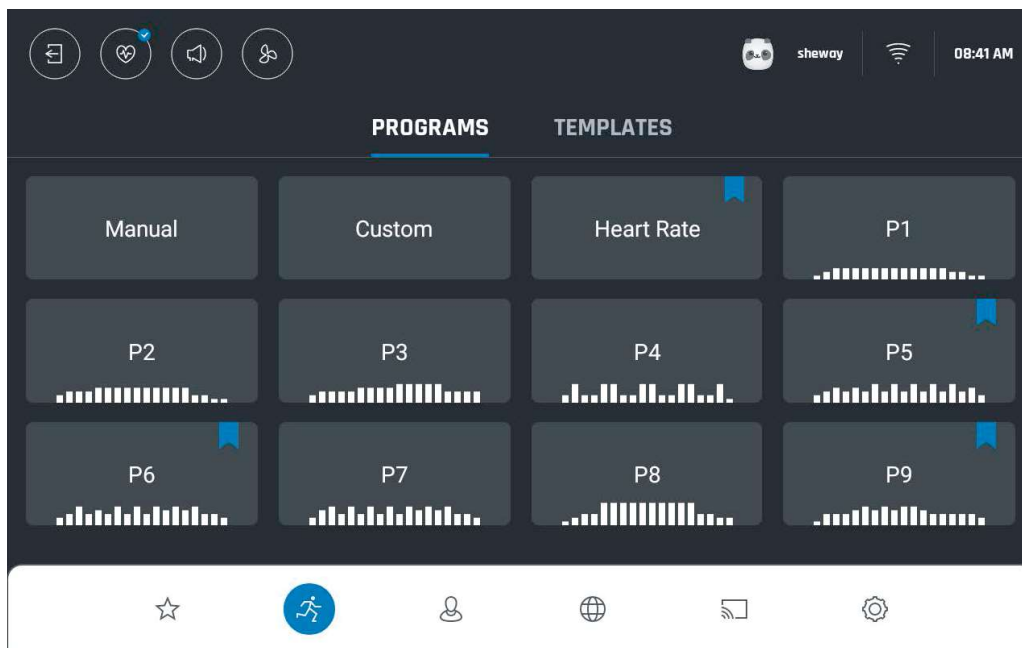 sheway
08:41 AM
PROGRAMS
TEMPLATES
Manual
Custom
Heart Rate
P1
P2
P3
P4
P5
P6
P7
P8
P9